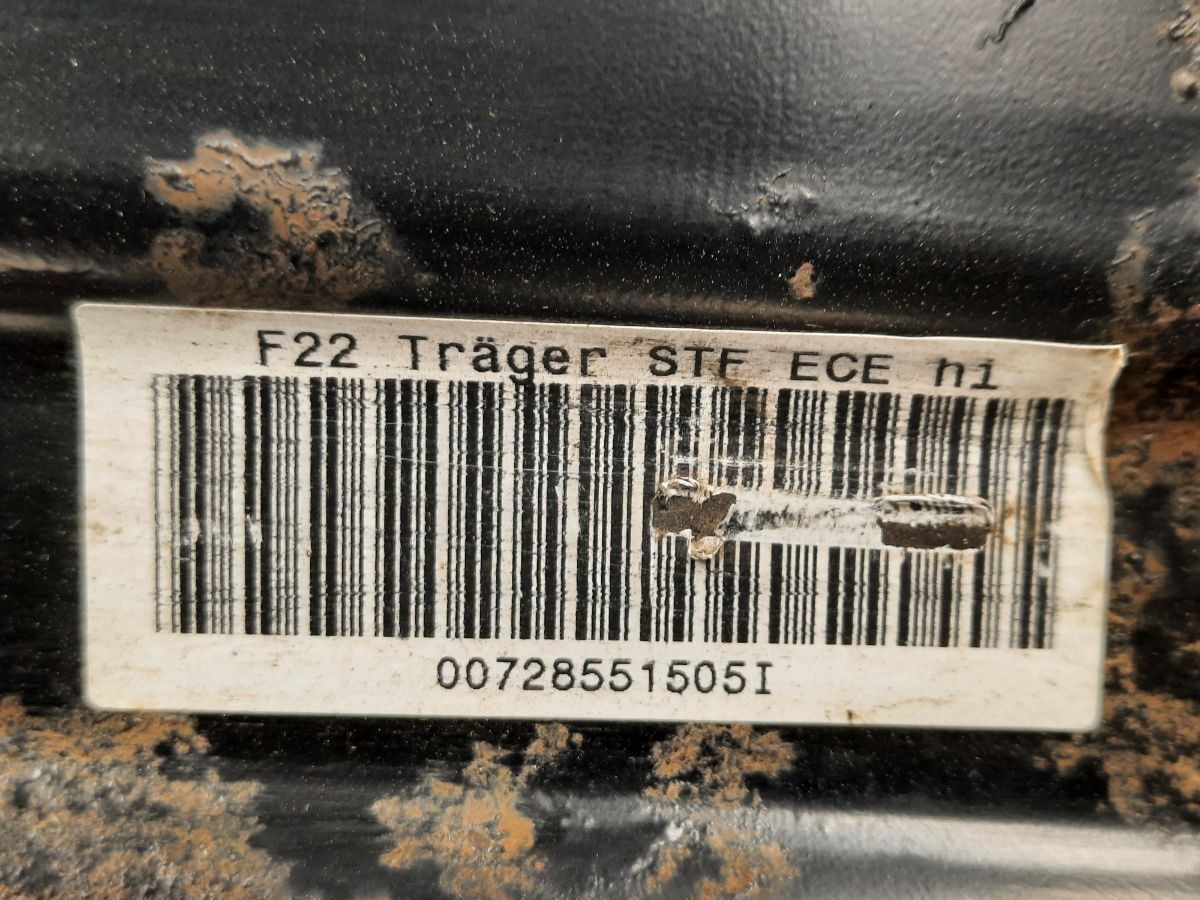 F22 Träger STF ECE hi
00728551505I